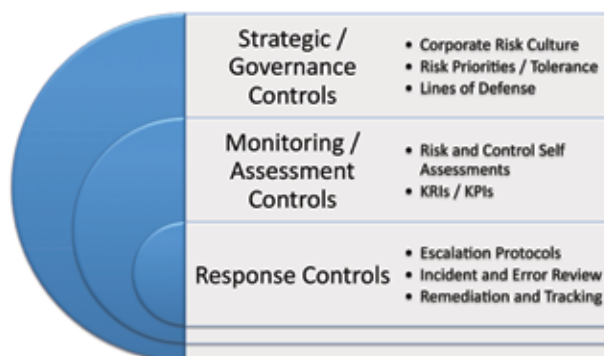 Strategic /
Governance
Controls
• Corporate Risk Culture
• Risk Priorities / Tolerance
• Lines of Defense
Monitoring /
Assessment
Controls
• Risk and Control Self
Assessments
• KRIs / KPIs
Response Controls
• Escalation Protocols
• Incident and Error Review
• Remediation and Tracking